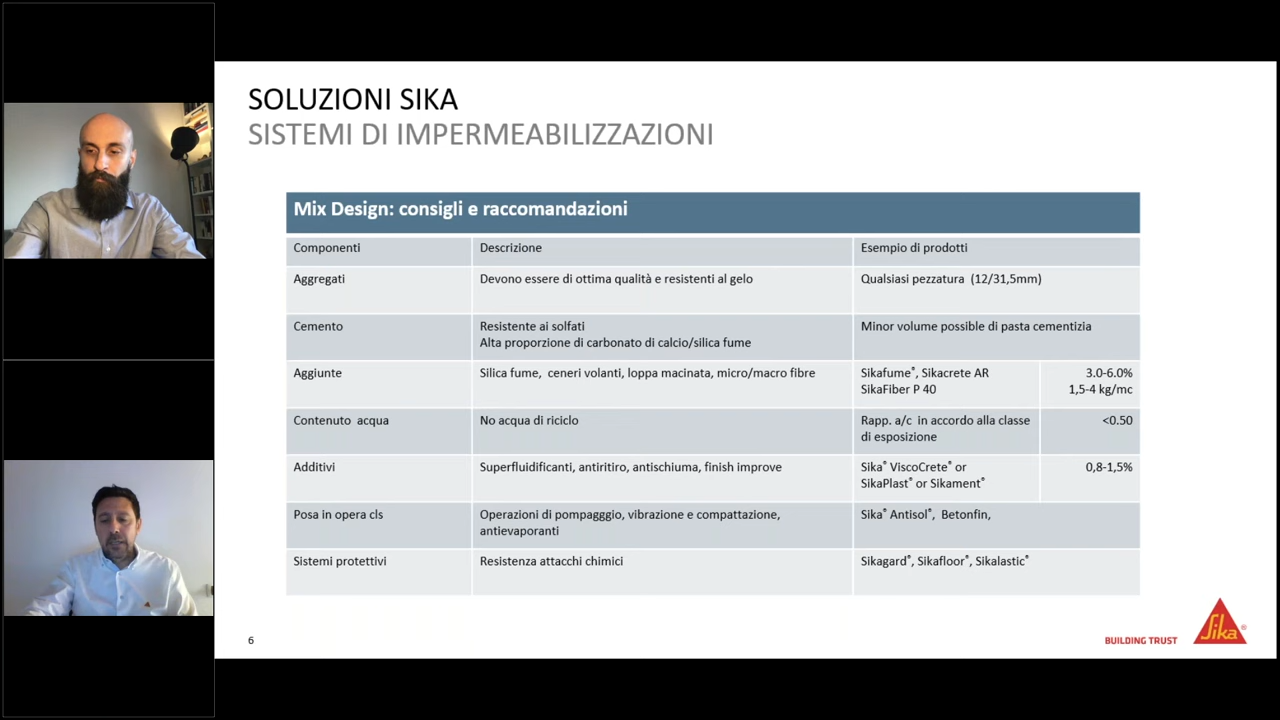 SOLUZIONI SIKA
SISTEMI DI IMPERMEABILIZZAZIONI
Mix Design: consigli e raccomandazioni
Componenti
Descrizione
Esempio di prodotti
Aggregati
Devono essere di ottima qualità e resistenti al gelo
Qualsiasi pezzatura (12/31,5mm)
Cemento
Resistente ai solfati
Alta proporzione di carbonato di calcio/silica fume
Minor volume possible di pasta cementizia
Aggiunte
Silica fume, ceneri volanti, loppa macinata, micro/macro fibre
Sikafume®, Sikacrete AR
SikaFiber P 40
3.0-6.0%
1,5-4 kg/mc
Contenuto acqua
No acqua di riciclo
Rapp. a/c in accordo alla classe
di esposizione
<0.50
Additivi
Superfluidificanti, antiritiro, antischiuma, finish improve
Sika® ViscoCrete® or
SikaPlast® or Sikament®
0,8-1,5%
Posa in opera cls
Operazioni di pompagggio, vibrazione e compattazione,
antievaporanti
Sika® Antisol®, Betonfin,
Sistemi protettivi
Resistenza attacchi chimici
Sikagard®, Sikafloor®, Sikalastic®
6
BUILDING TRUST
Sika®